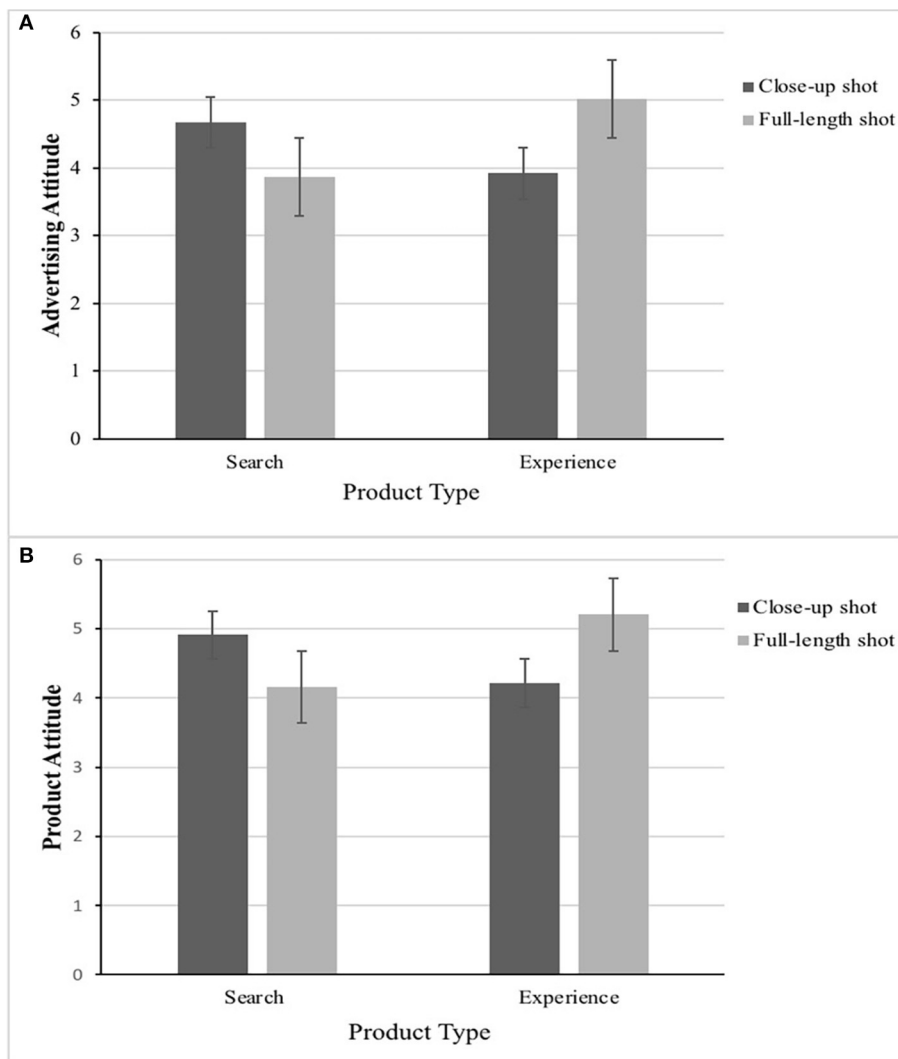 A
6
5
4
3
2
1
0
Advertising Attitude
Search
Experience
Product Type
Close-up shot
Full-length shot
B
6
5
4
3
2
1
0
Product Attitude
Search
Experience
Product Type
Close-up shot
Full-length shot